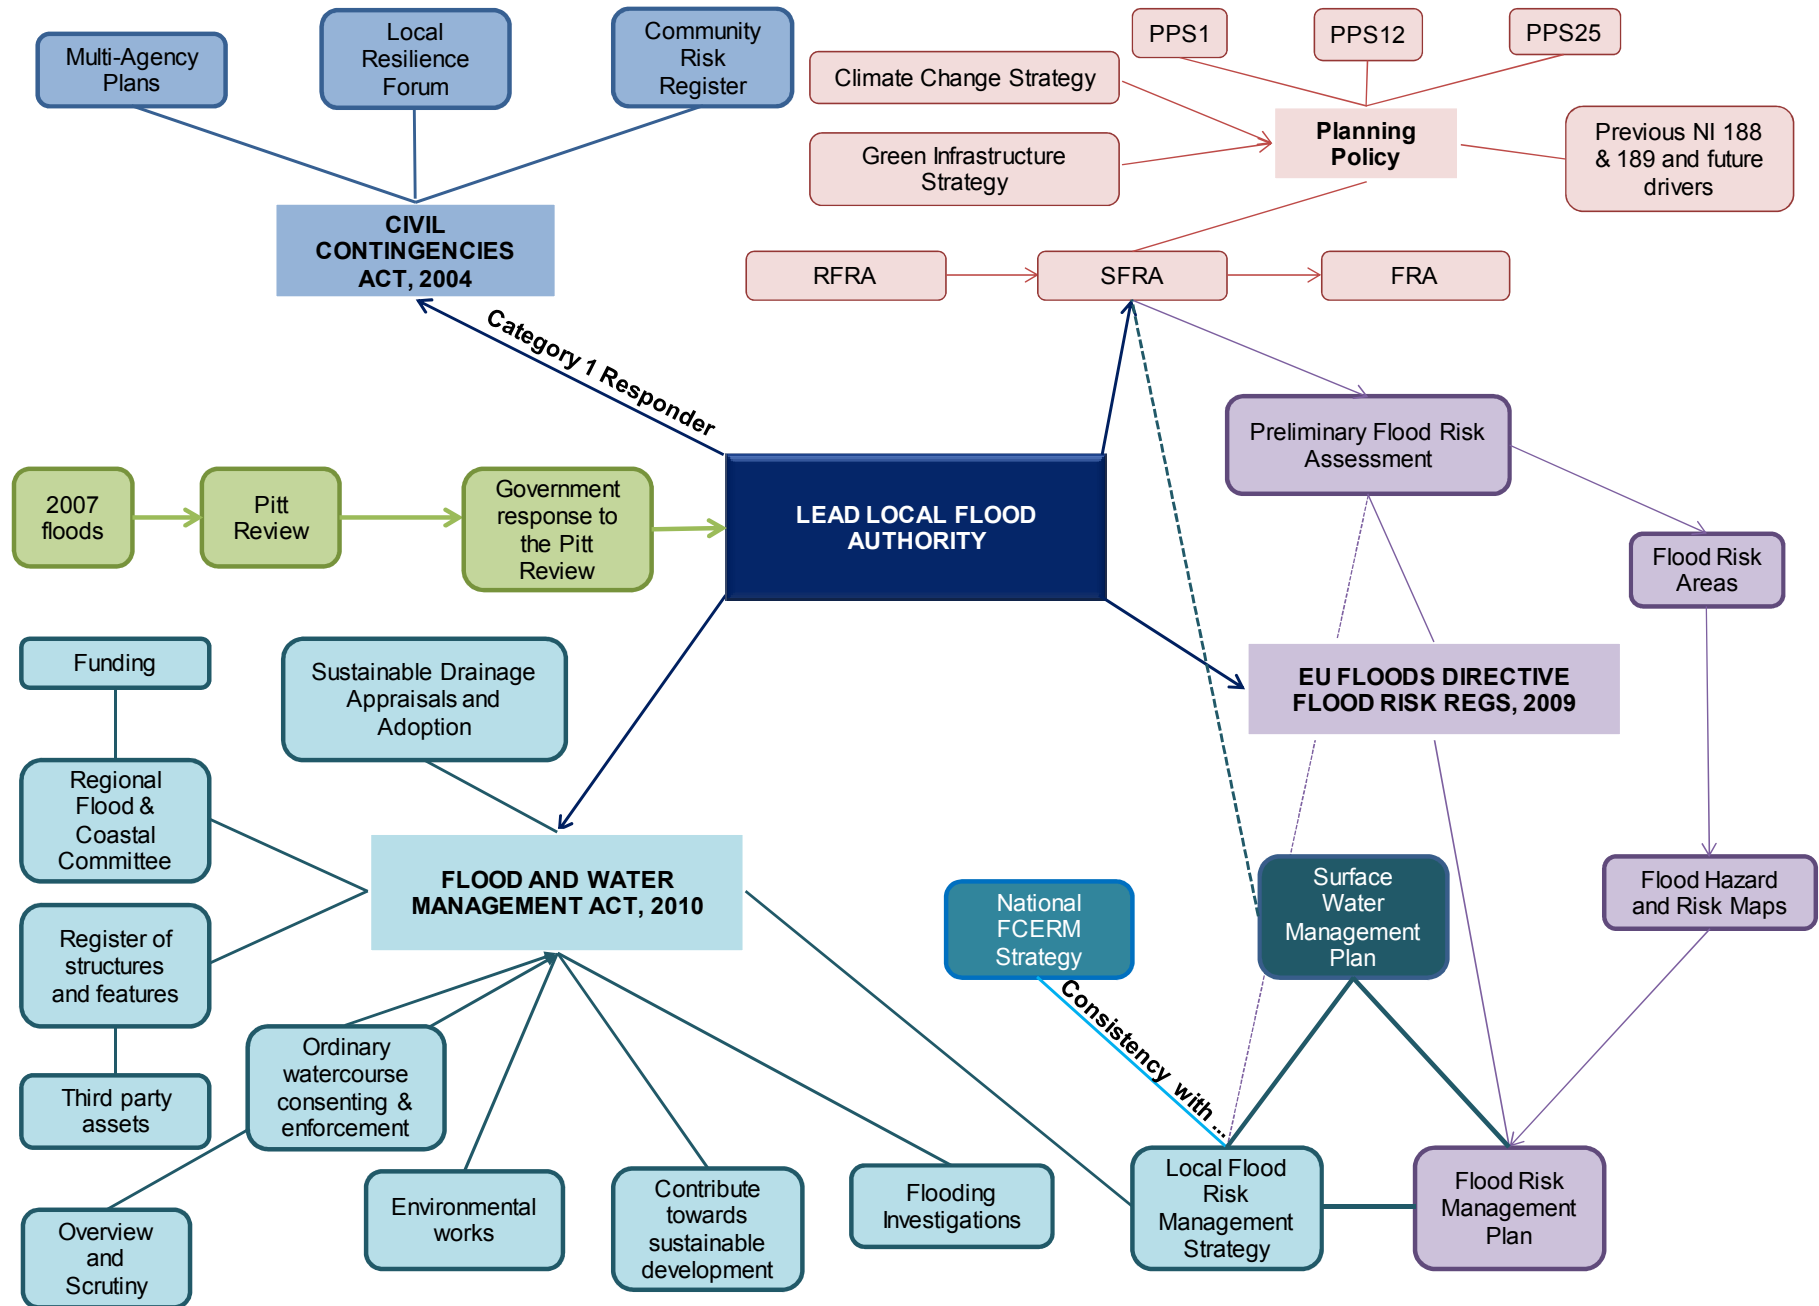 Multi-Agency
Plans
Local
Resilience
Forum
Community
Risk
Register
PPS1
PPS12
PPS25
Climate Change Strategy
Green Infrastructure
Strategy
Planning
Policy
Previous NI 188
& 189 and future
drivers
CIVIL
CONTINGENCIES
ACT, 2004
RFRA
SFRA
FRA
Category 1 Responder
Preliminary Flood Risk
Assessment
2007
floods
Pitt
Review
Government
response to
the Pitt
Review
LEAD LOCAL FLOOD
AUTHORITY
Flood Risk
Areas
Funding
Sustainable Drainage
Appraisals and
Adoption
EU FLOODS DIRECTIVE
FLOOD RISK REGS, 2009
Regional
Flood &
Coastal
Committee
FLOOD AND WATER
MANAGEMENT ACT, 2010
National
FCERM
Strategy
Surface
Water
Management
Plan
Flood Hazard
and Risk Maps
Register of
structures
and features
Consistency with ...
Third party
assets
Ordinary
watercourse
consenting &
enforcement
Overview
and
Scrutiny
Environmental
works
Contribute
towards
sustainable
development
Flooding
Investigations
Local Flood
Risk
Management
Strategy
Flood Risk
Management
Plan